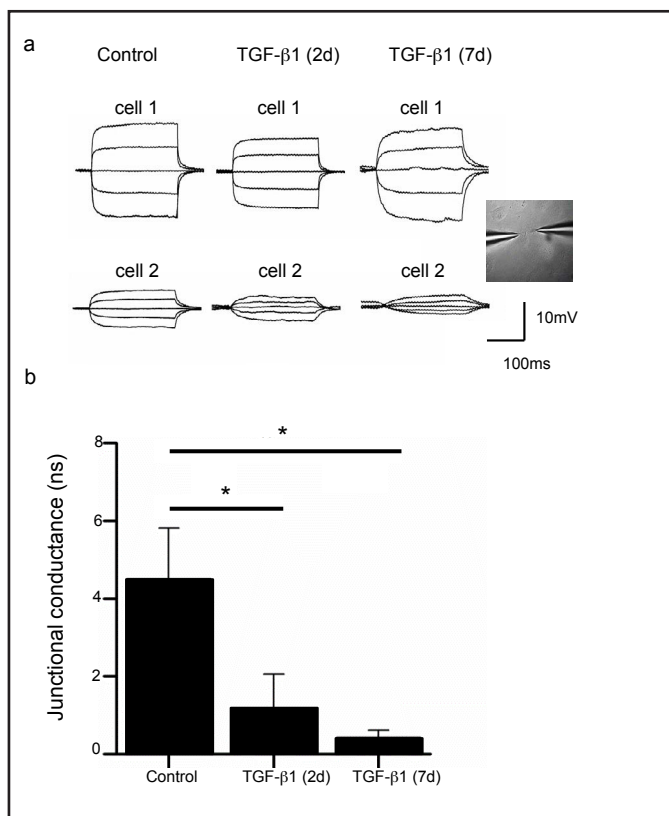 a
Control TGF-β1 (2d) TGF-β1 (7d)
cell 1 cell 1 cell 1
cell 2 cell 2 cell 2
10mV
100ms
b
*
*
Junctional conductance (ns)
8
6
4
2
0
Control TGF-β1 (2d) TGF-β1 (7d)